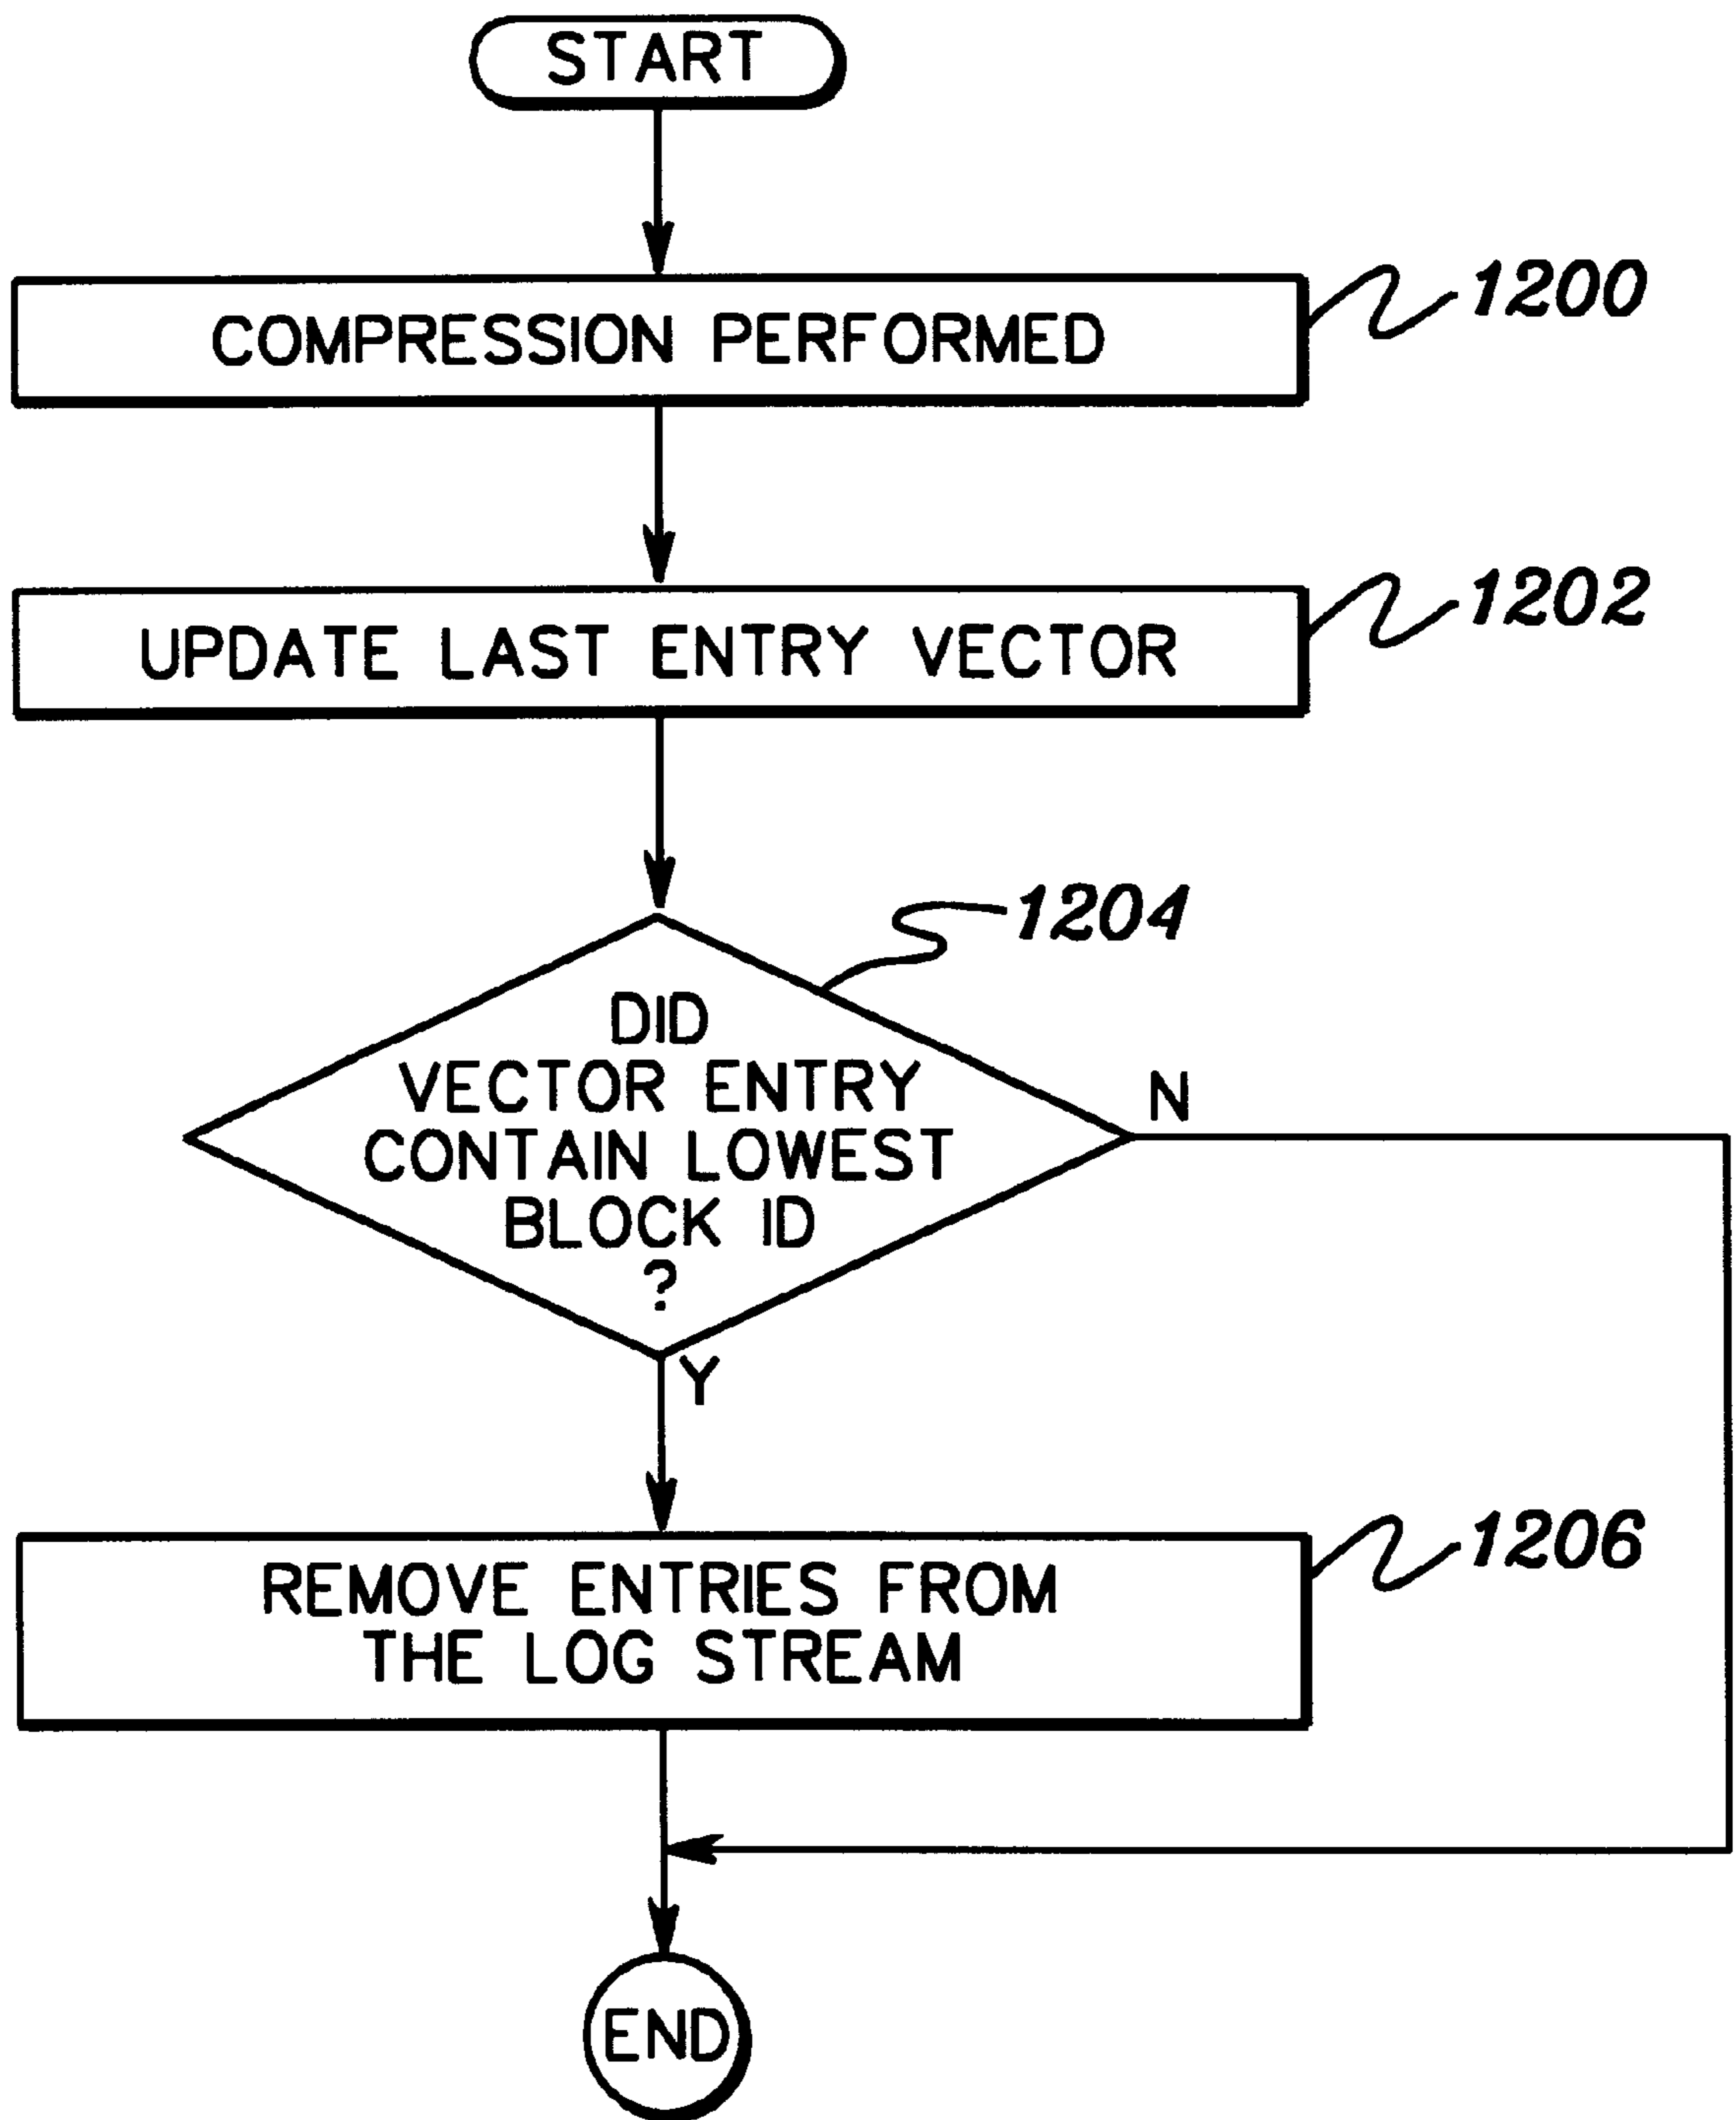 START
COMPRESSION PERFORMED
1200
UPDATE LAST ENTRY VECTOR
1202
1204
DID
VECTOR ENTRY
CONTAIN LOWEST
BLOCK ID
?
N
Y
REMOVE ENTRIES FROM
THE LOG STREAM
1206
END